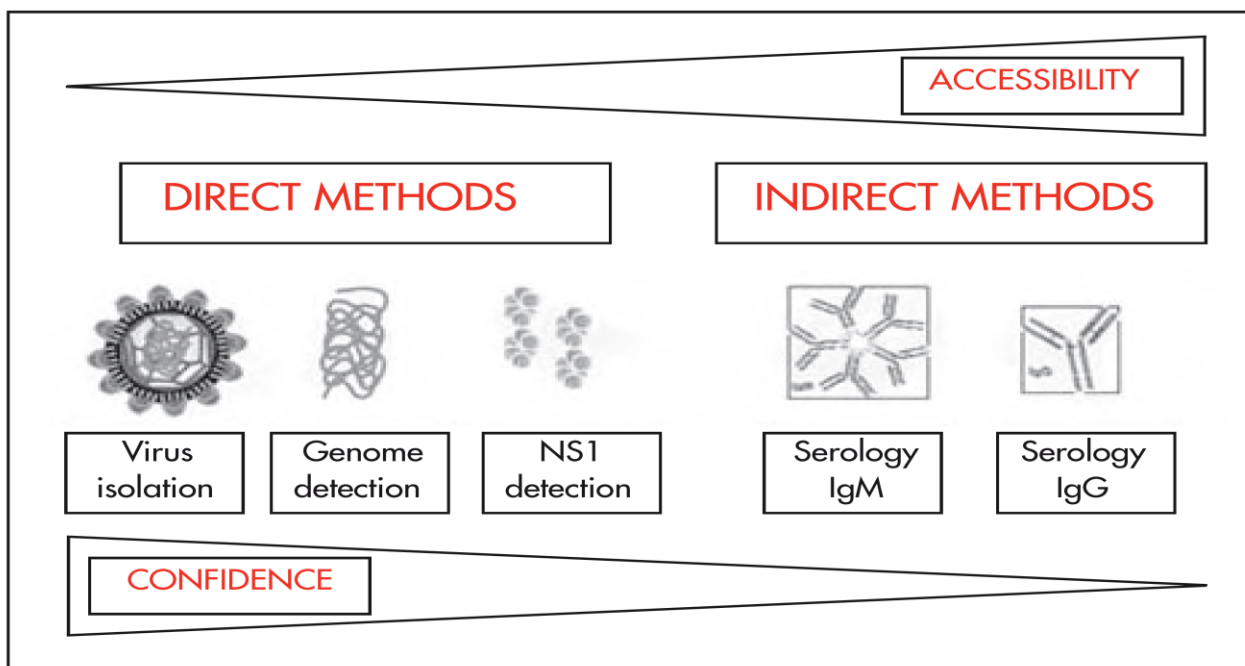 ACCESSIBILITY
DIRECT METHODS
INDIRECT METHODS
Virus
isolation
Genome
detection
NS1
detection
Serology
IgM
Serology
IgG
CONFIDENCE